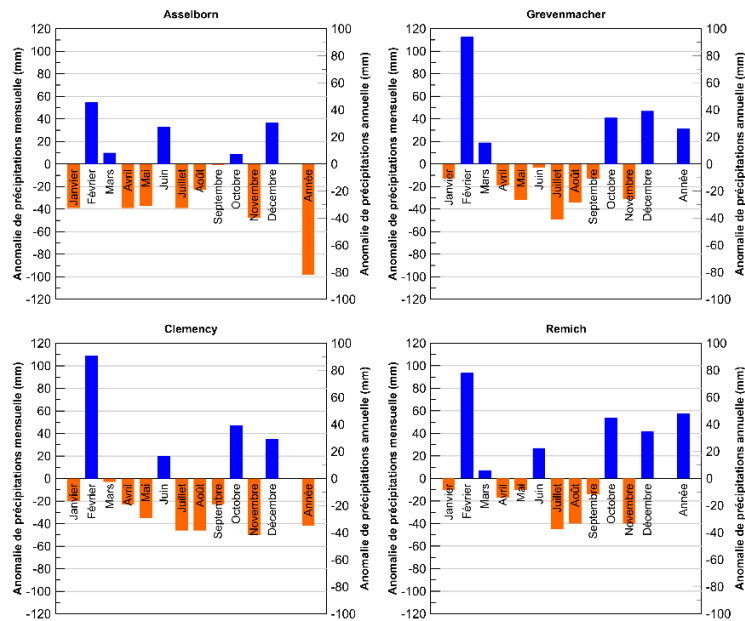 Asselborn
Anomalie de précipitations mensuelle (mm)
120
100
80
60
40
20
0
-20
-40
-60
-80
-100
-120
Janvier
Février
Mars
Avril
Mai
Juin
Juillet
Août
Septembre
Octobre
Novembre
Décembre
Année
100
80
60
40
20
0
-20
-40
-60
-80
-100
Anomalie de précipitations annuelle (mm)
Grevenmacher
Anomalie de précipitations mensuelle (mm)
120
100
80
60
40
20
0
-20
-40
-60
-80
-100
-120
Janvier
Février
Mars
Avril
Mai
Juin
Juillet
Août
Septembre
Octobre
Novembre
Décembre
Année
100
80
60
40
20
0
-20
-40
-60
-80
-100
Anomalie de précipitations annuelle (mm)
Clemency
Anomalie de précipitations mensuelle (mm)
120
100
80
60
40
20
0
-20
-40
-60
-80
-100
-120
Janvier
Février
Mars
Avril
Mai
Juin
Juillet
Août
Septembre
Octobre
Novembre
Décembre
Année
100
80
60
40
20
0
-20
-40
-60
-80
-100
Anomalie de précipitations annuelle (mm)
Remich
Anomalie de précipitations mensuelle (mm)
120
100
80
60
40
20
0
-20
-40
-60
-80
-100
-120
Janvier
Février
Mars
Avril
Mai
Juin
Juillet
Août
Septembre
Octobre
Novembre
Décembre
Année
100
80
60
40
20
0
-20
-40
-60
-80
-100
Anomalie de précipitations annuelle (mm)